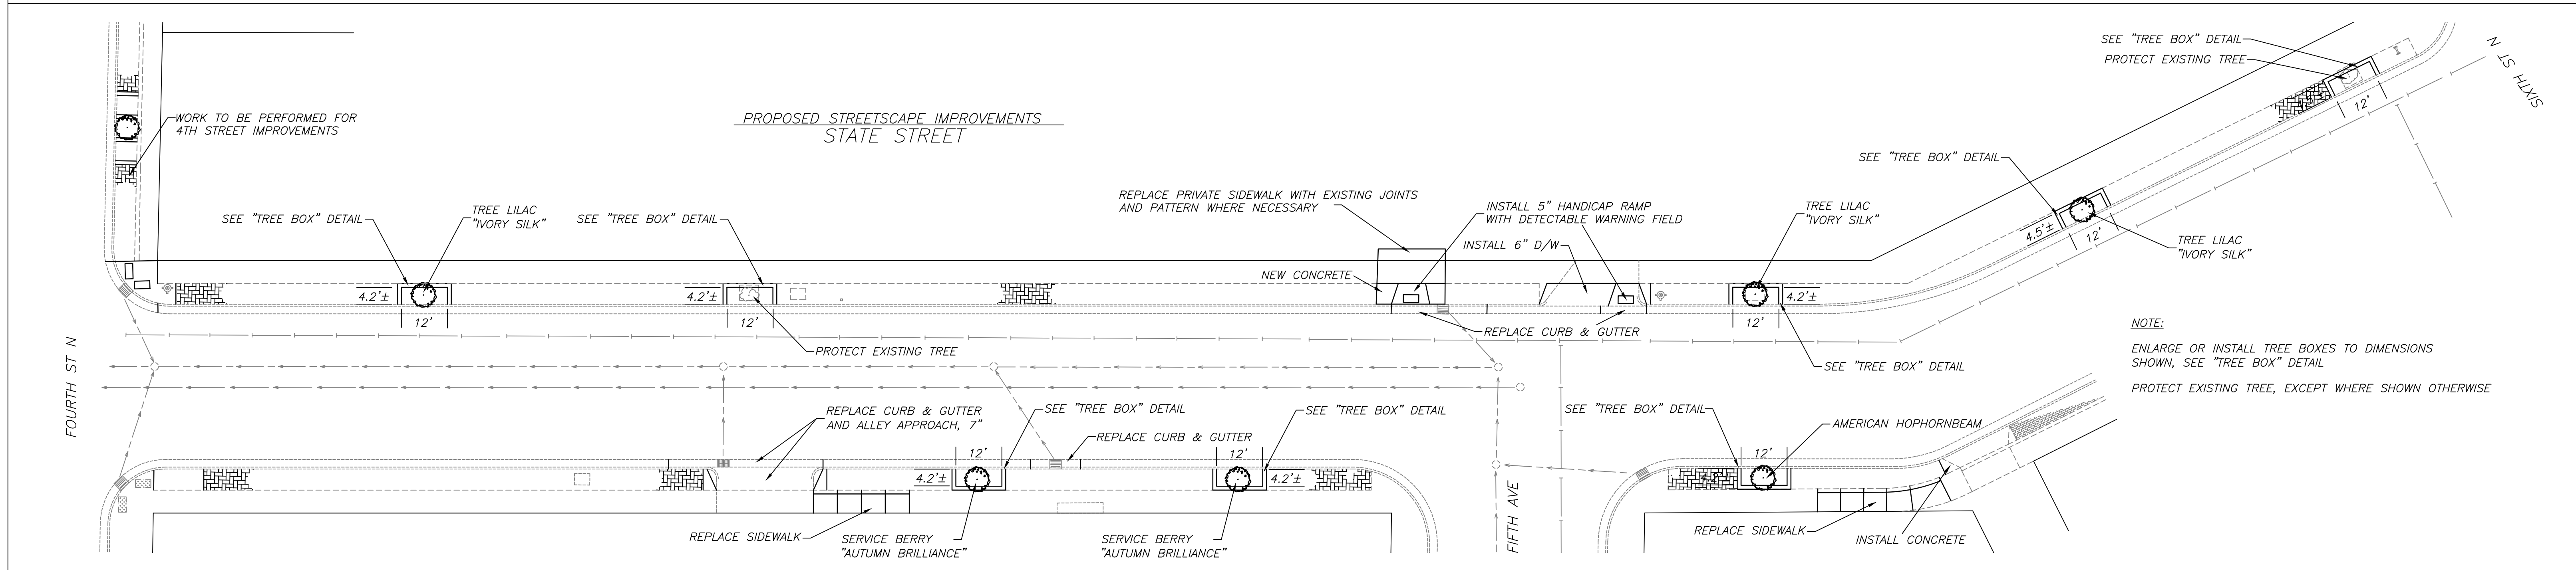 SEE "TREE BOX" DETAIL
PROTECT EXISTING TREE
SIXTH ST N
4.5'±
12'
WORK TO BE PERFORMED FOR
4TH STREET IMPROVEMENTS
PROPOSED STREETSCAPE IMPROVEMENTS
STATE STREET
SEE "TREE BOX" DETAIL
REPLACE PRIVATE SIDEWALK WITH EXISTING JOINTS
AND PATTERN WHERE NECESSARY
INSTALL 5" HANDICAP RAMP
WITH DETECTABLE WARNING FIELD
INSTALL 6" D/W
NEW CONCRETE
SEE "TREE BOX" DETAIL
TREE LILAC
"IVORY SILK"
SEE "TREE BOX" DETAIL
TREE LILAC
"IVORY SILK"
4.5'±
12'
TREE LILAC
"IVORY SILK"
4.2'±
12'
4.2'±
12'
4.2'±
12'
PROTECT EXISTING TREE
REPLACE CURB & GUTTER
SEE "TREE BOX" DETAIL
NOTE:
ENLARGE OR INSTALL TREE BOXES TO DIMENSIONS
SHOWN, SEE "TREE BOX" DETAIL
PROTECT EXISTING TREE, EXCEPT WHERE SHOWN OTHERWISE
FOURTH ST N
REPLACE CURB & GUTTER
AND ALLEY APPROACH, 7"
SEE "TREE BOX" DETAIL
REPLACE CURB & GUTTER
SEE "TREE BOX" DETAIL
SEE "TREE BOX" DETAIL
AMERICAN HOPHORNBEAM
12'
4.2'±
12'
4.2'±
12'
4.2'±
REPLACE SIDEWALK
SERVICE BERRY
"AUTUMN BRILLIANCE"
SERVICE BERRY
"AUTUMN BRILLIANCE"
FIFTH AVE
REPLACE SIDEWALK
INSTALL CONCRETE